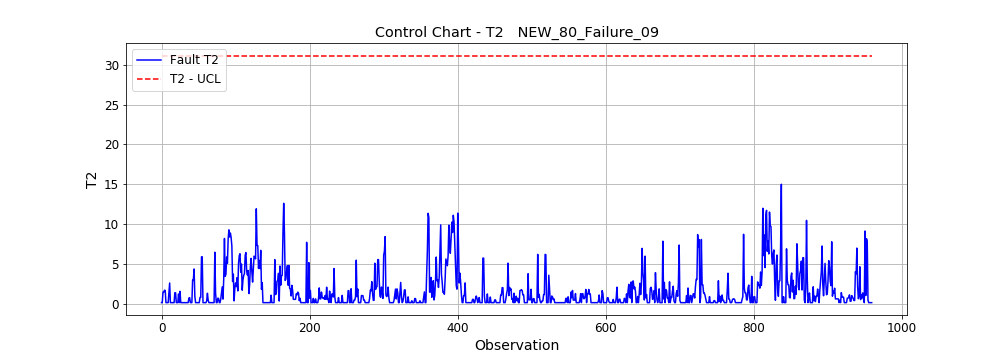 Control Chart - T2   NEW_80_Failure_09
Fault T2
T2 - UCL
T2
30
25
20
15
10
5
0
0 200 400 600 800 1000
Observation